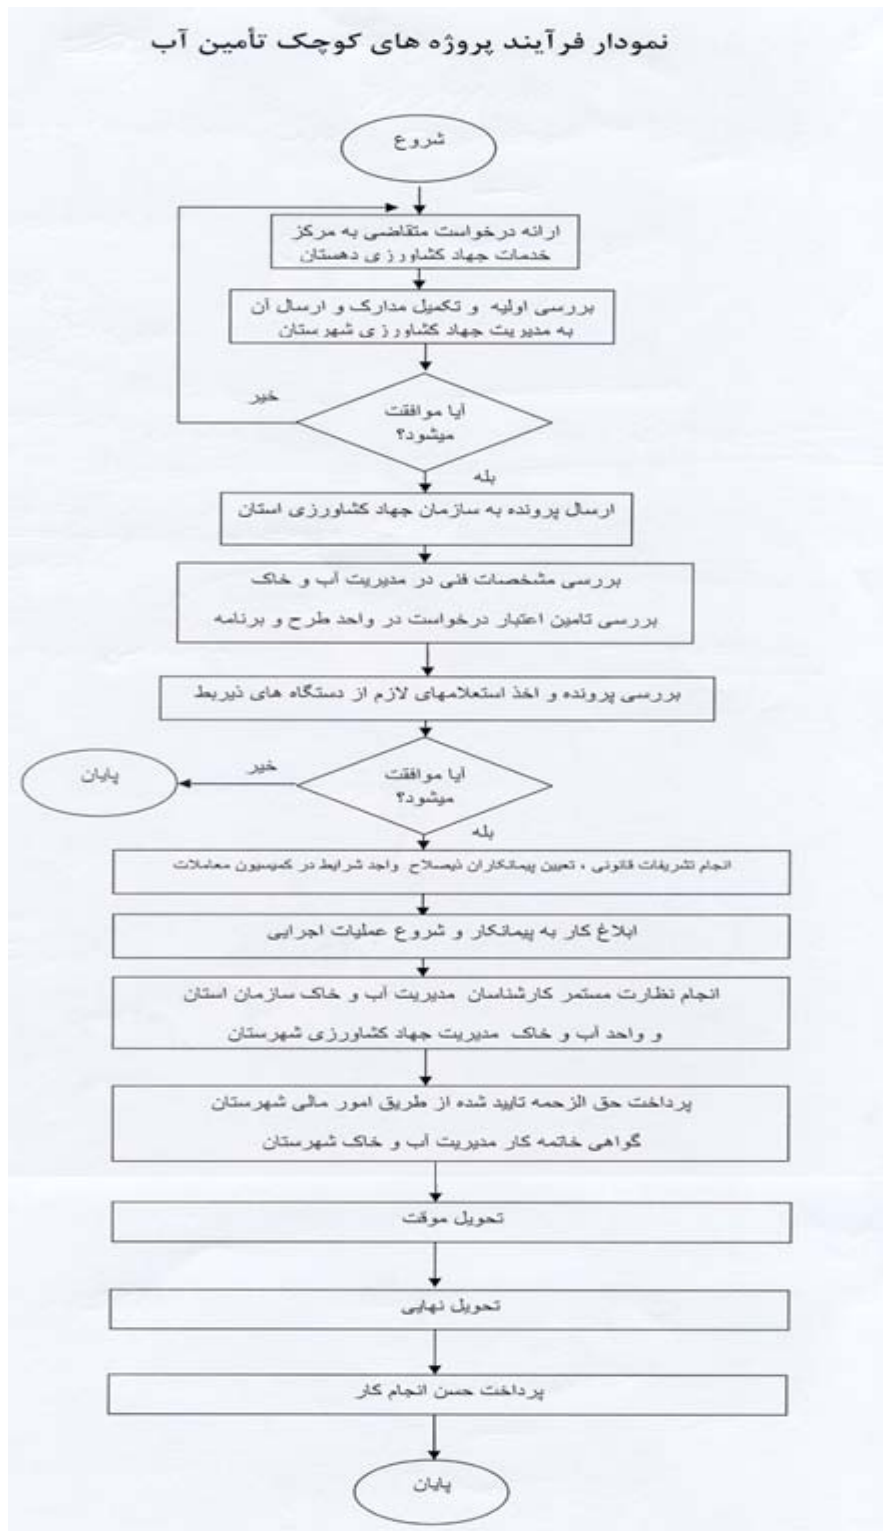 نمودار فرآیند پروژه های کوچک تأمین آب
شروع
ارائه درخواست متقاضی به مرکز
خدمات جهاد کشاورزی دهستان
بررسی اولیه و تکمیل مدارک و ارسال آن
به مدیریت جهاد کشاورزی شهرستان
خیر
آیا موافقت
میشود؟
بله
ارسال پرونده به سازمان جهاد کشاورزی استان
بررسی مشخصات فنی در مدیریت آب و خاک
بررسی تامین اعتبار درخواست در واحد طرح و برنامه
بررسی پرونده و اخذ استعلامهای لازم از دستگاه های ذیربط
آیا موافقت
میشود؟
خیر
پایان
بله
انجام تشریفات قانونی ، تعیین پیمانکاران ذیصلاح واجد شرایط در کمیسیون معاملات
ابلاغ کار به پیمانکار و شروع عملیات اجرایی
انجام نظارت مستمر کارشناسان مدیریت آب و خاک سازمان استان
و واحد آب و خاک مدیریت جهاد کشاورزی شهرستان
پرداخت حق الزحمه تایید شده از طریق امور مالی شهرستان
گواهی خاتمه کار مدیریت آب و خاک شهرستان
تحویل موقت
تحویل نهایی
پرداخت حسن انجام کار
پایان